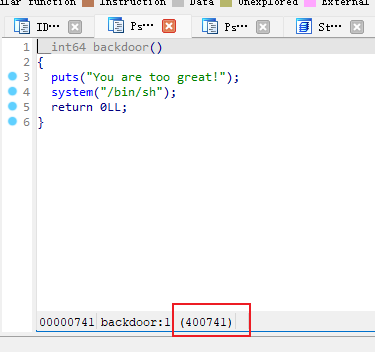 ular function Instruction Data Unexplored External
ID… Ps… Ps… St…
1 __int64 backdoor()
2 {
3 puts("You are too great!");
4 system("/bin/sh");
5 return 0LL;
6 }
00000741 backdoor:1 (400741)